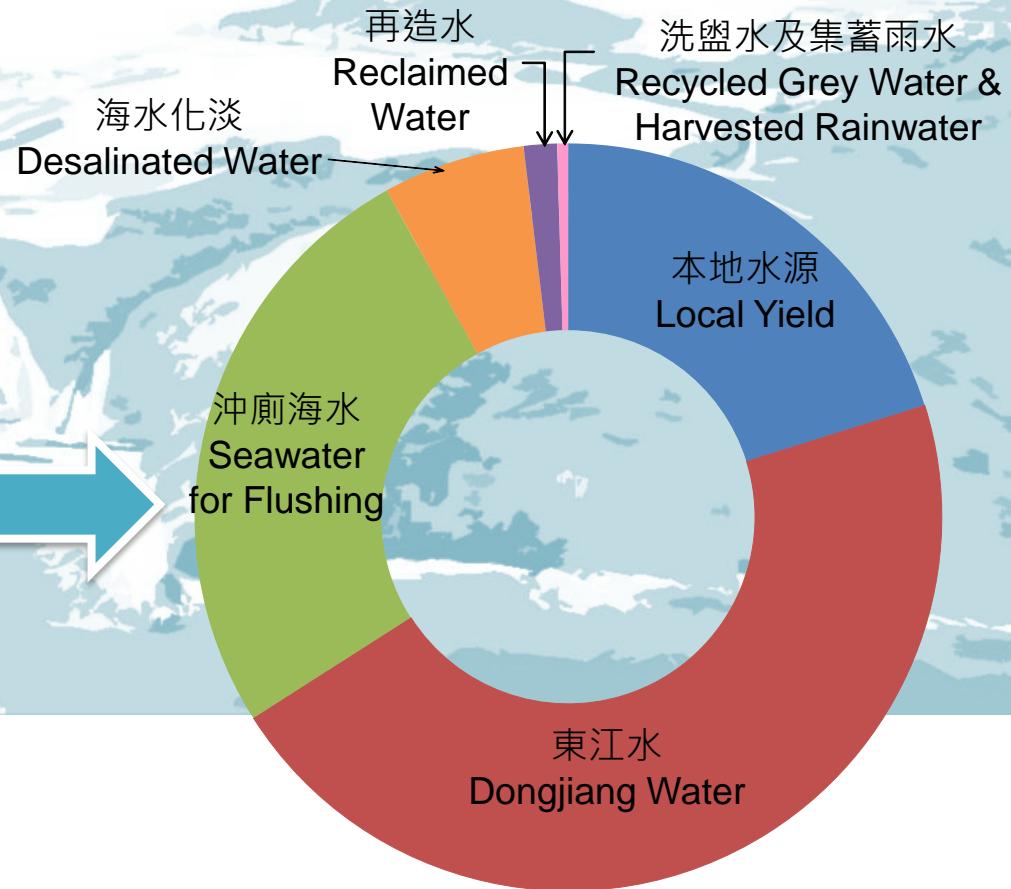 再造水
Reclaimed
Water
洗盥水及集蓄雨水
Recycled Grey Water &
Harvested Rainwater
海水化淡
Desalinated Water
本地水源
Local Yield
沖廁海水
Seawater
for Flushing
東江水
Dongjiang Water